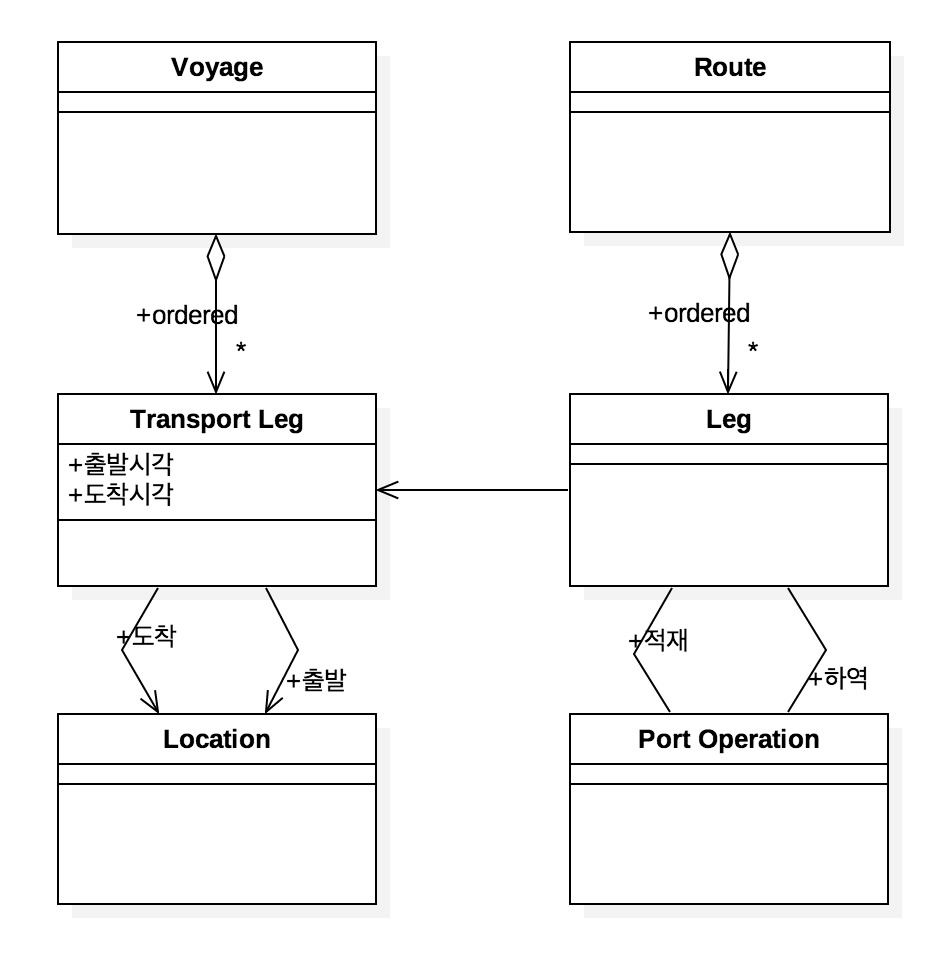 Voyage
Route
+ordered
*
+ordered
*
Transport Leg
+출발시각
+도착시각
Leg
+도착
+출발
+적재
+하역
Location
Port Operation